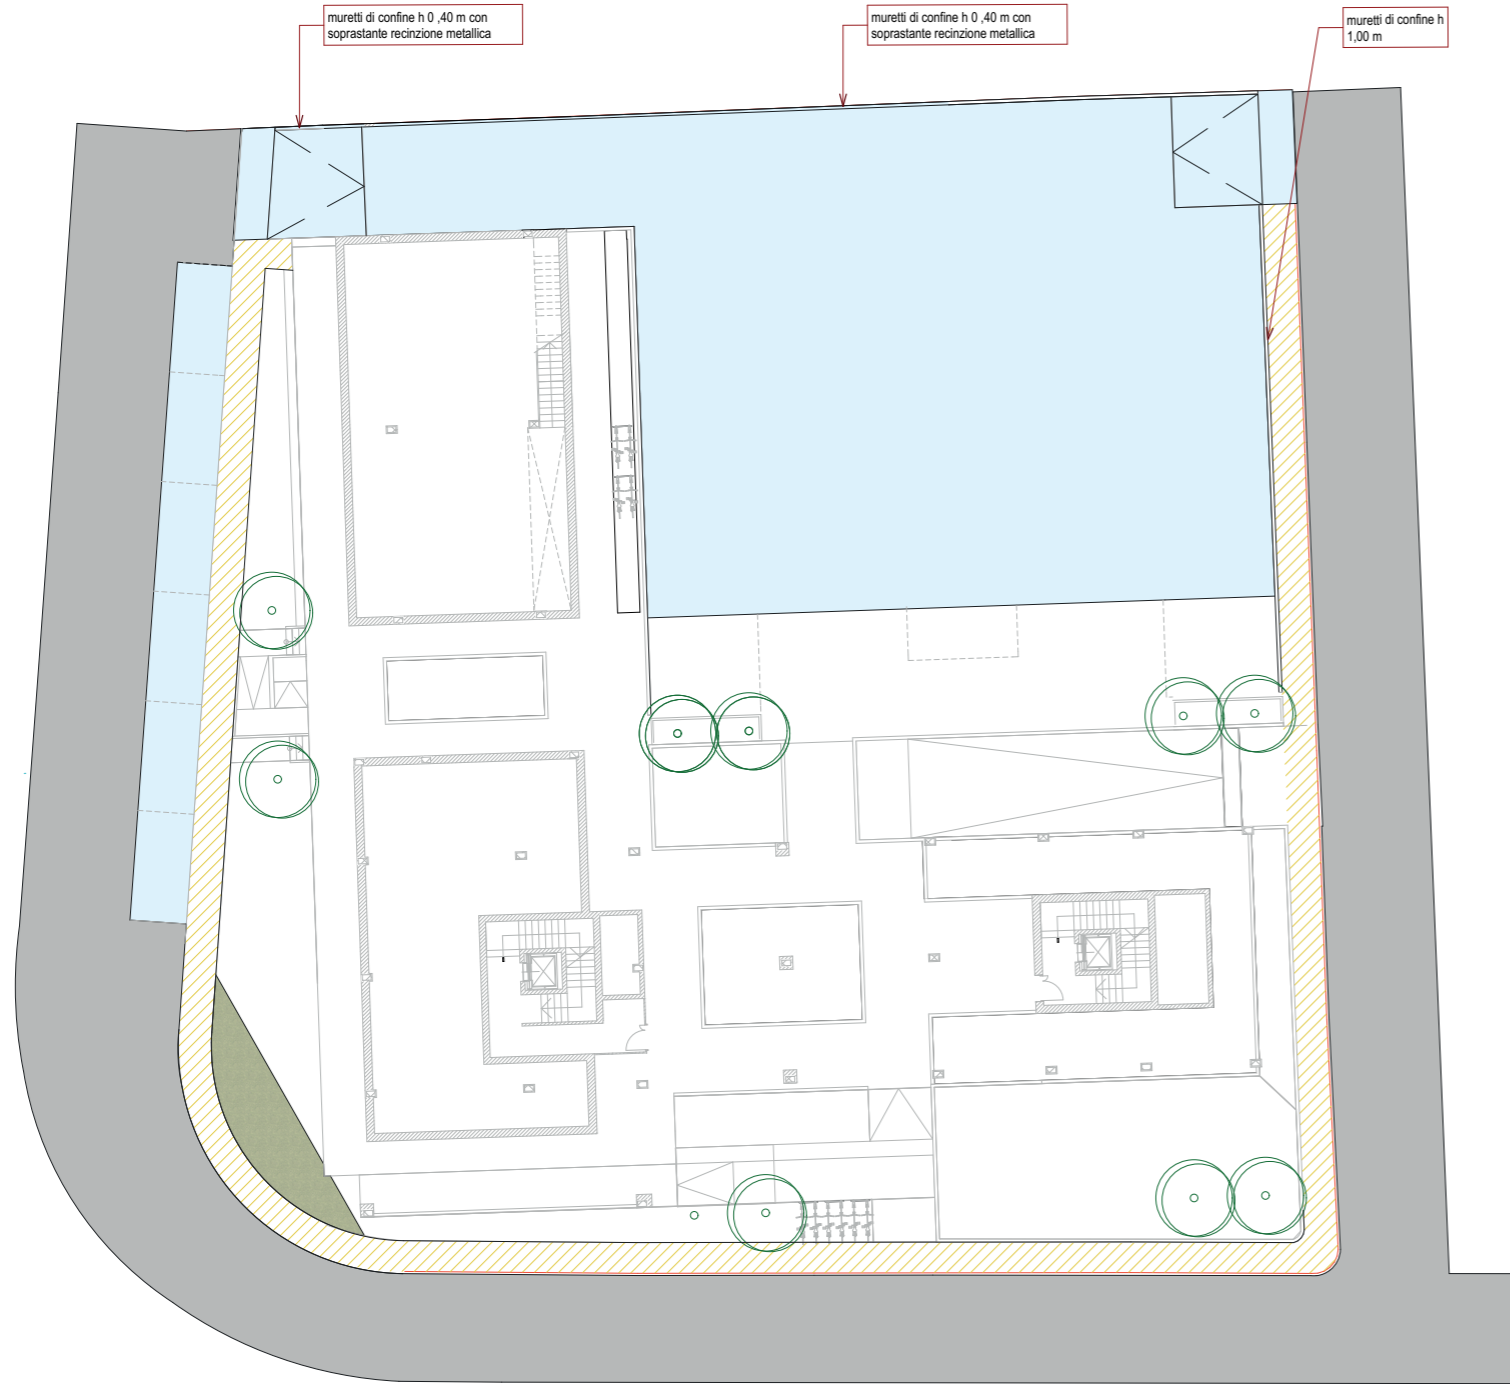 muretti di confine h 0 ,40 m con
soprastante recinzione metallica
muretti di confine h 0 ,40 m con
soprastante recinzione metallica
muretti di confine h
1,00 m